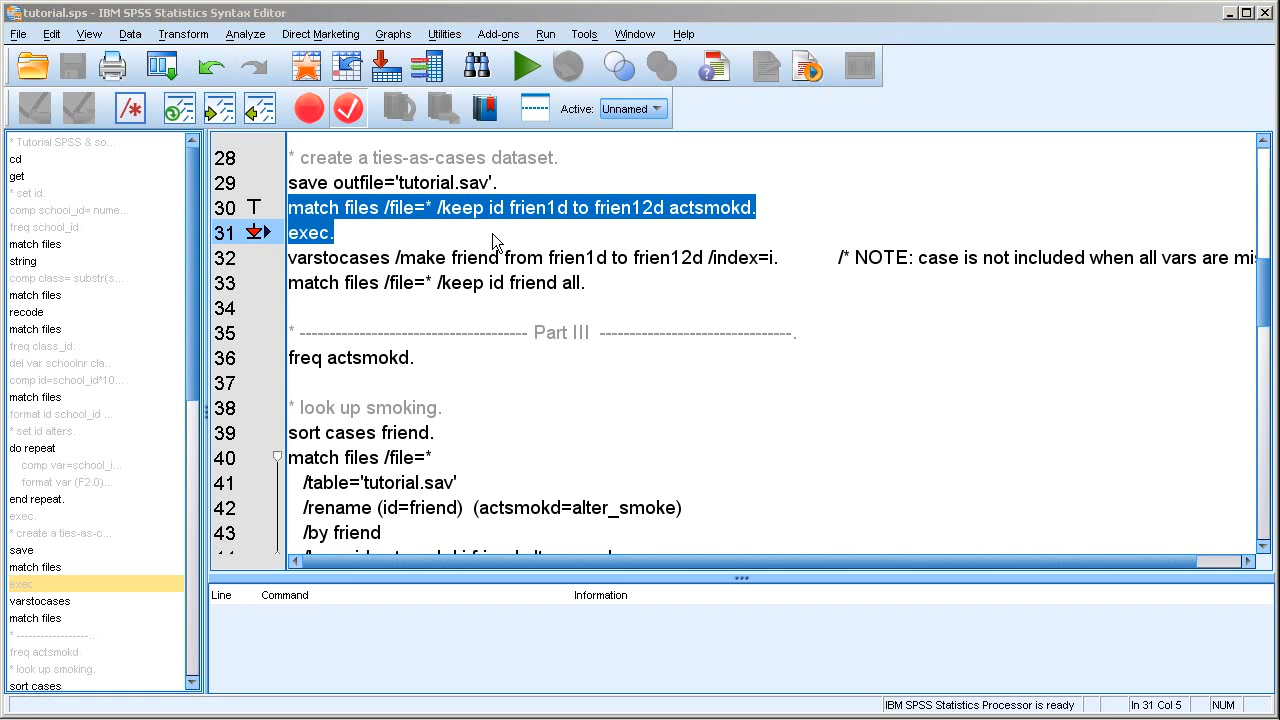 tutorial.sps - IBM SPSS Statistics Syntax Editor
File Edit View Data Transform Analyze Direct Marketing Graphs Utilities Add-ons Run Tools Window Help
Active: Unnamed
* Tutorial SPSS & so...
cd
get
* set id.
comp school_id= nume...
freq school_id
match files
string
comp class= substr(s...
match files
recode
match files
freq class_id.
del var schoolnr cla...
comp id=school_id*10...
match files
format id school_id ...
* set id alters.
do repeat
comp var=school_i...
format var (F2.0)...
end repeat.
exec.
* create a ties-as-c...
save
match files
exec
varstocases
match files
* -------------------...
freq actsmokd.
* look up smoking.
sort cases
28 * create a ties-as-cases dataset.
29 save outfile='tutorial.sav'.
30 match files /file=* /keep id frien1d to frien12d actsmokd.
31 exec.
32 varstocases /make friend from frien1d to frien12d /index=i. /* NOTE: case is not included when all vars are mis
33 match files /file=* /keep id friend all.
34
35 * -------------------------------------- Part III --------------------------------.
36 freq actsmokd.
37
38 * look up smoking.
39 sort cases friend.
40 match files /file=*
41 /table='tutorial.sav'
42 /rename (id=friend) (actsmokd=alter_smoke)
43 /by friend
Line Command Information
IBM SPSS Statistics Processor is ready In 31 Col 5 NUM